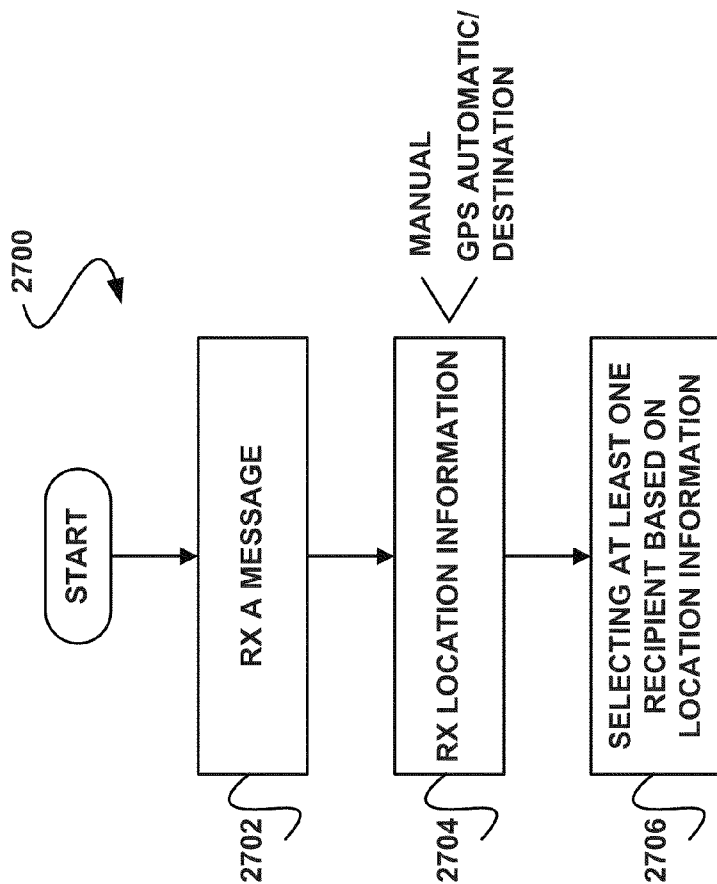 2700
START
RX A MESSAGE
2702
RX LOCATION INFORMATION
2704
MANUAL
GPS AUTOMATIC/
DESTINATION
SELECTING AT LEAST ONE
RECIPIENT BASED ON
LOCATION INFORMATION
2706